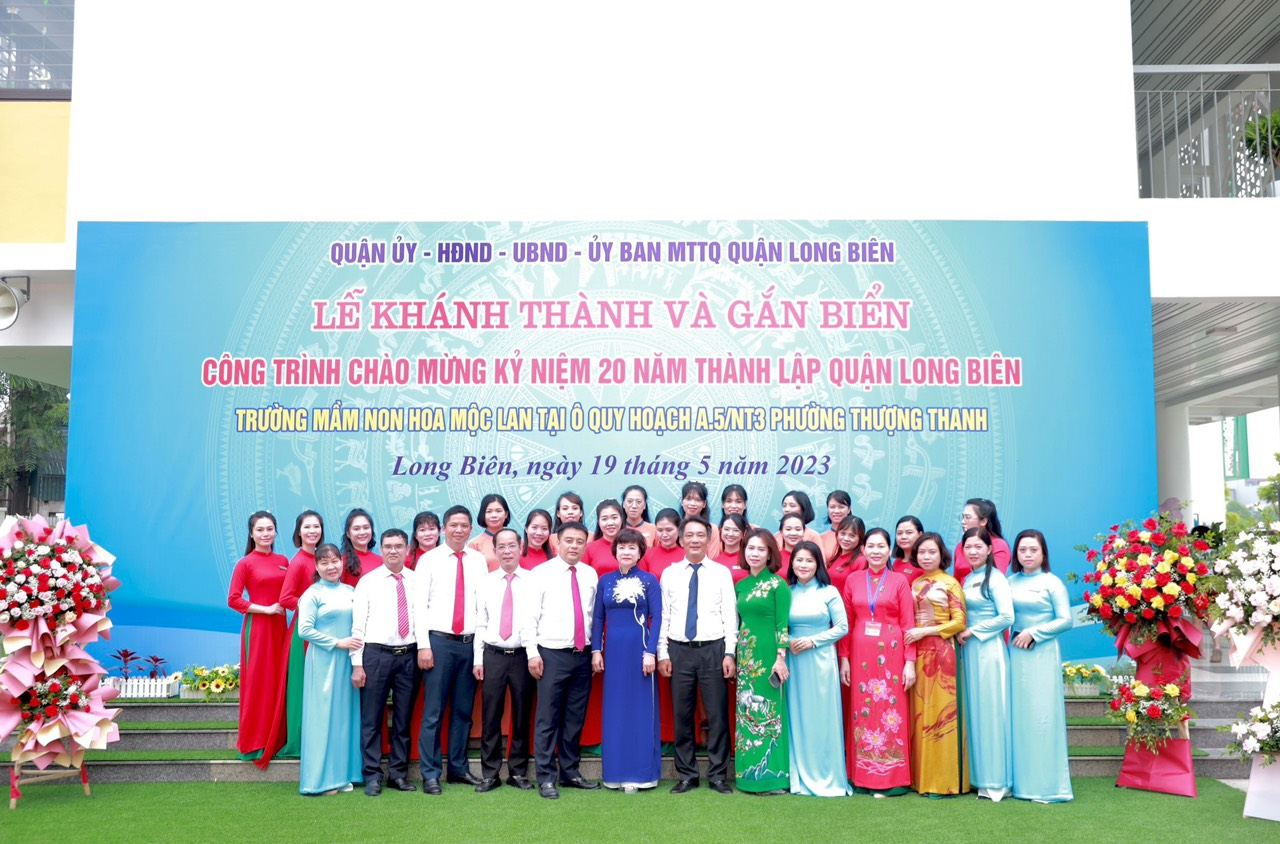 QUẬN ỦY - HĐND - UBND - ỦY BAN MTTQ QUẬN LONG BIÊN
LỄ KHÁNH THÀNH VÀ GẮN BIỂN
CÔNG TRÌNH CHÀO MỪNG KỶ NIỆM 20 NĂM THÀNH LẬP QUẬN LONG BIÊN
TRƯỜNG MẦM NON HOA MỘC LAN TẠI Ô QUY HOẠCH A.5/NT3 PHƯỜNG THƯỢNG THANH
Long Biên, ngày 19 tháng 5 năm 2023